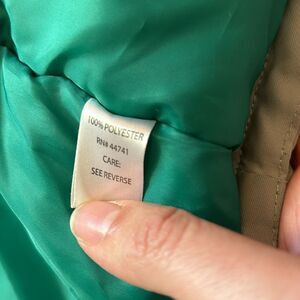 100% POLYESTER
RN# 44741
CARE:
SEE REVERSE